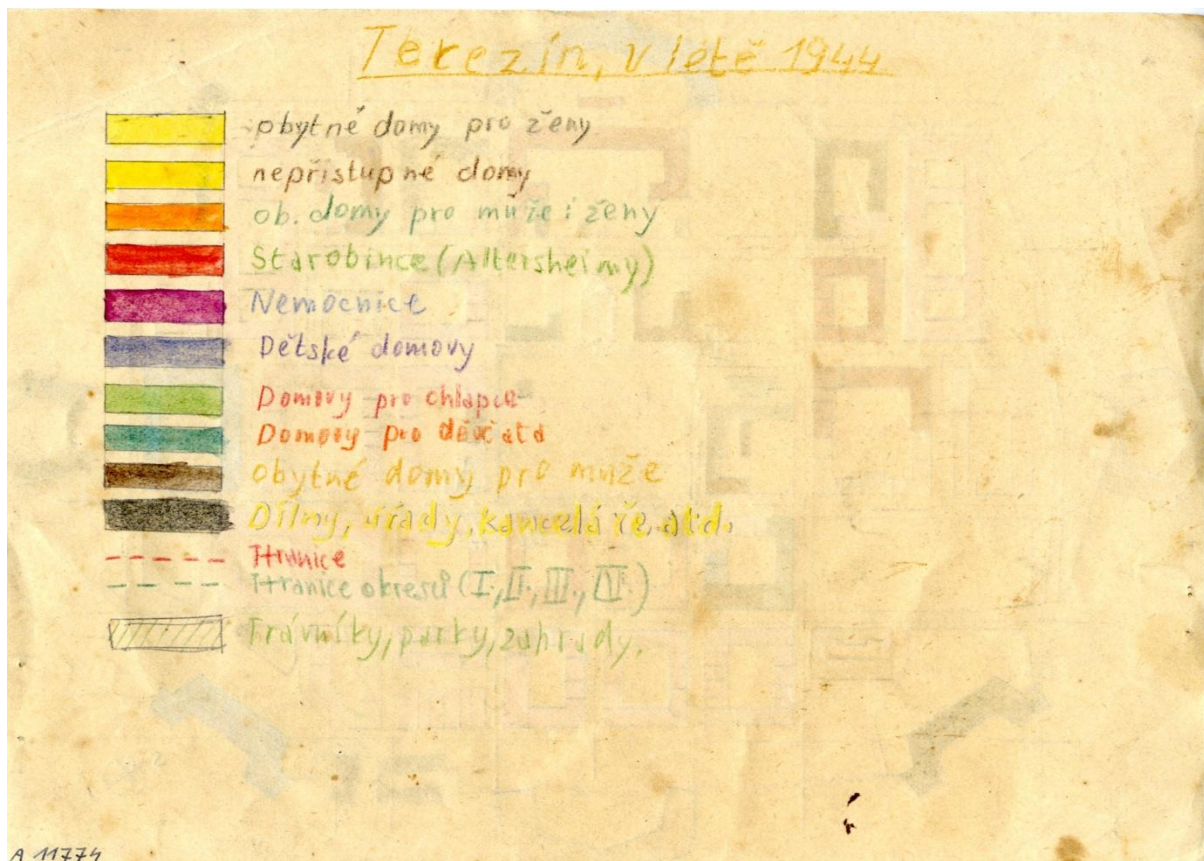 Terezín, v létě 1944
obytné domy pro ženy
nepřístupné domy
ob. domy pro muže i ženy
Starobince (Altersheimy)
Nemocnice
Dětské domovy
Domovy pro chlapce
Domovy pro děvčata
Obytné domy pro muže
Dílny, úřady, kanceláře, atd.
Hranice
Hranice okresů (I., II., III., IV.)
Trávníky, parky, zahrady.
A 11774